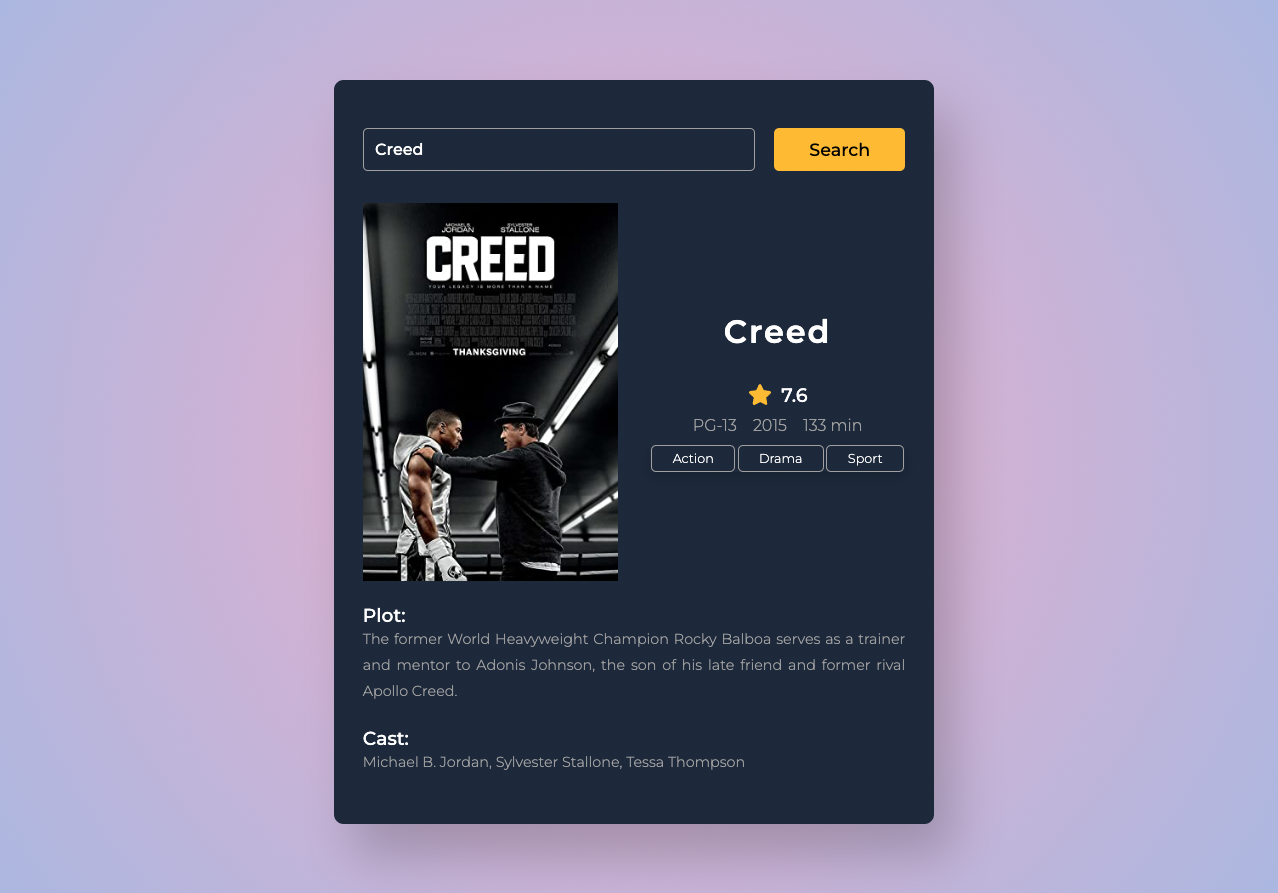 Creed
Search
MICHAEL B. JORDAN
SYLVESTER STALLONE
CREED
YOUR LEGACY IS MORE THAN A NAME
THANKSGIVING
Creed
7.6
PG-13 2015 133 min
Action Drama Sport
Plot:
The former World Heavyweight Champion Rocky Balboa serves as a trainer
and mentor to Adonis Johnson, the son of his late friend and former rival
Apollo Creed.
Cast:
Michael B. Jordan, Sylvester Stallone, Tessa Thompson